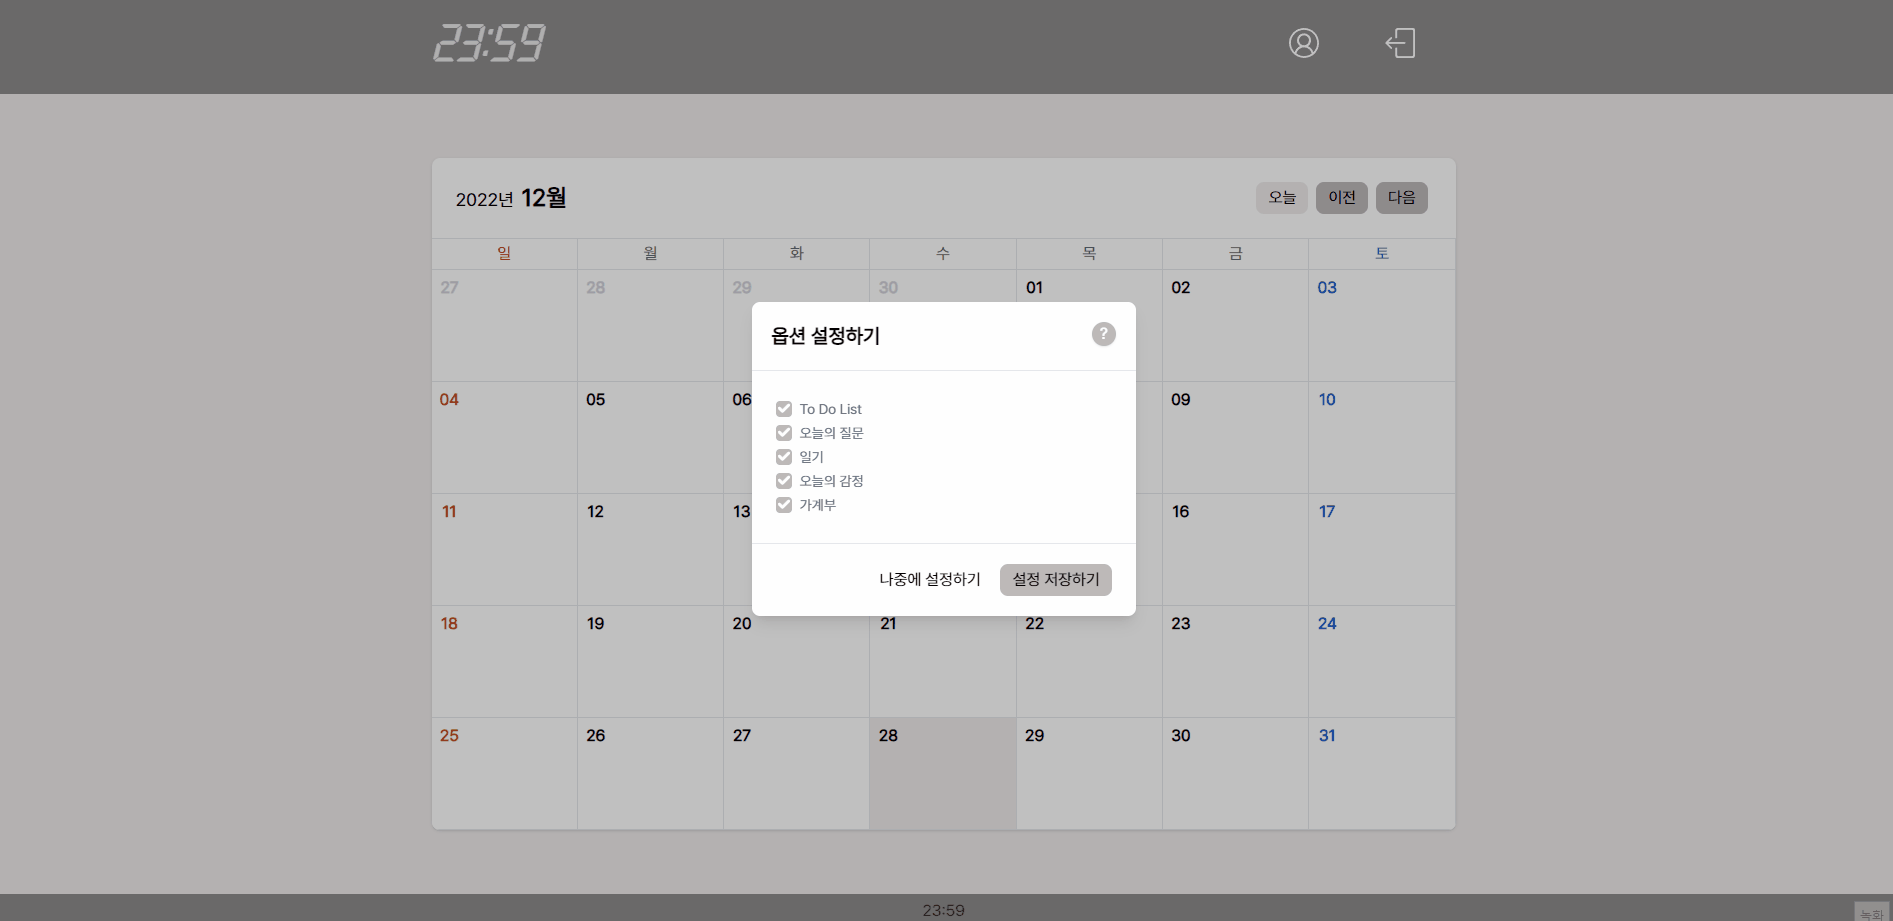 23:59
2022년 12월
오늘 이전 다음
일 월 화 수 목 금 토
27 28 29 30 01 02 03
옵션 설정하기 ?
04 05 06 09 10
To Do List
오늘의 질문
일기
오늘의 감정
가계부
11 12 13 16 17
나중에 설정하기 설정 저장하기
18 19 20 21 22 23 24
25 26 27 28 29 30 31
23:59
녹화